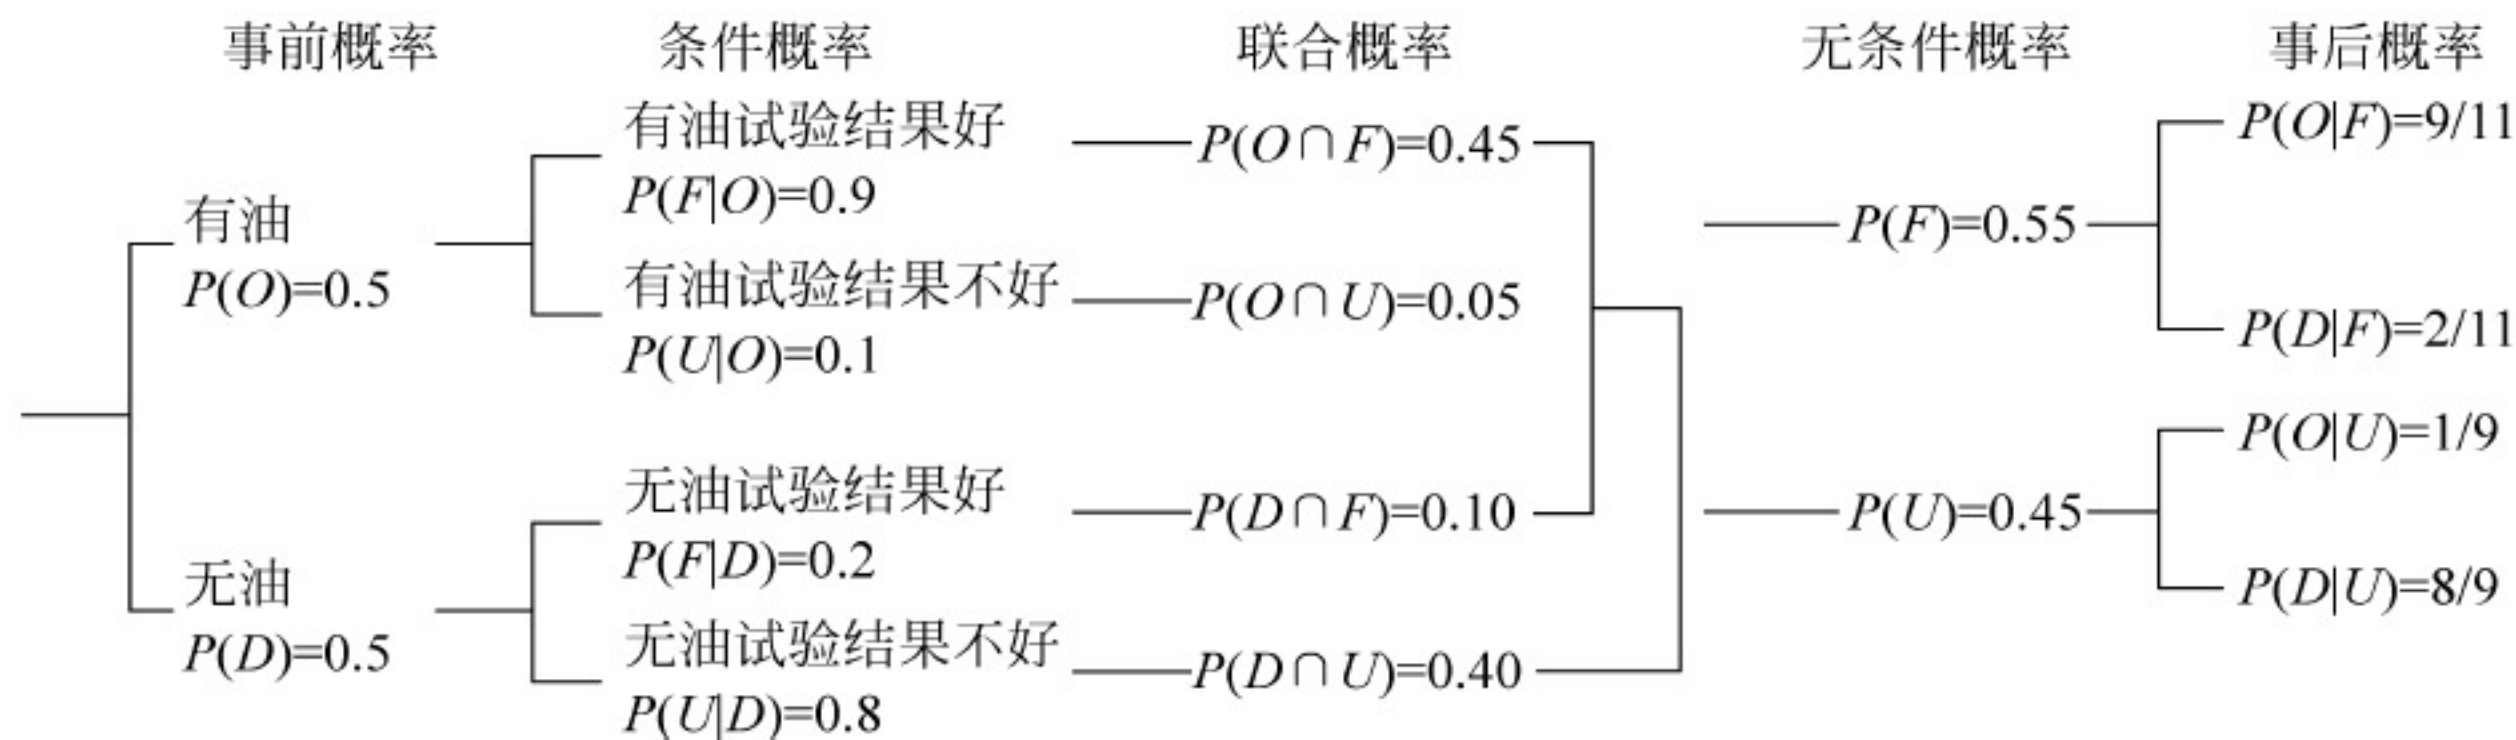 事前概率 条件概率 联合概率 无条件概率 事后概率
有油试验结果好
P(F|O)=0.9
P(O∩F)=0.45
P(O|F)=9/11
有油
P(O)=0.5
P(F)=0.55
有油试验结果不好
P(U|O)=0.1
P(O∩U)=0.05
P(D|F)=2/11
无油试验结果好
P(F|D)=0.2
P(D∩F)=0.10
P(O|U)=1/9
无油
P(D)=0.5
P(U)=0.45
无油试验结果不好
P(U|D)=0.8
P(D∩U)=0.40
P(D|U)=8/9